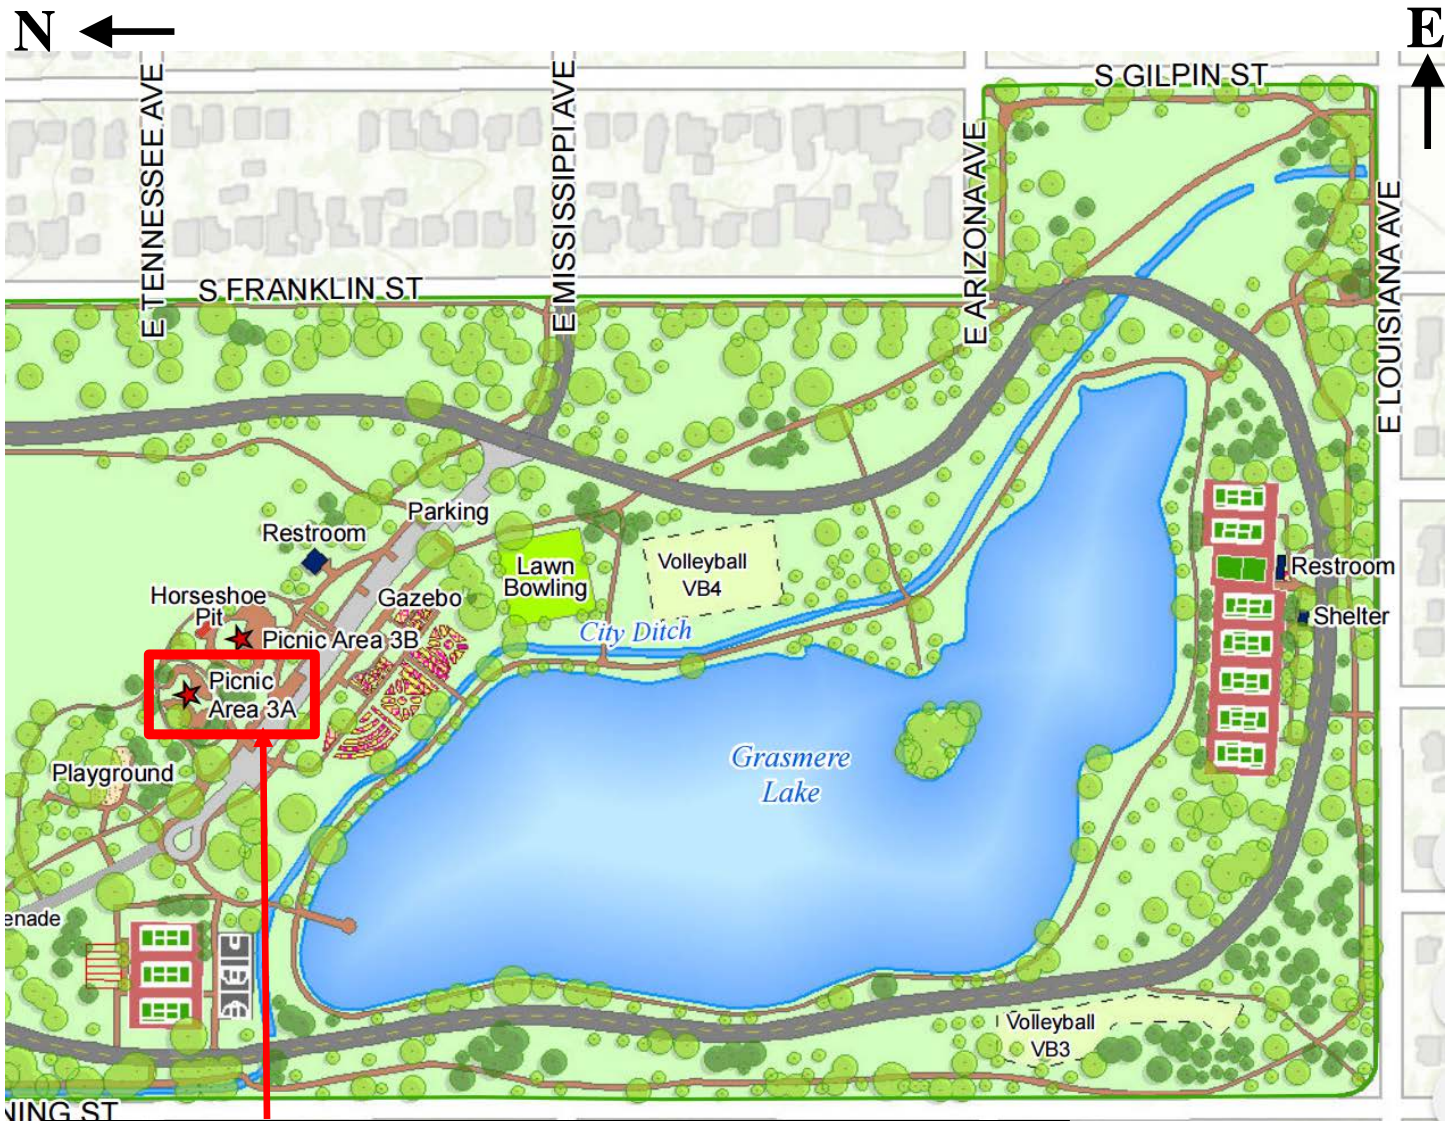 N
E
S GILPIN ST
E TENNESSEE AVE
E MISSISSIPPI AVE
E ARIZONA AVE
E LOUISIANA AVE
S FRANKLIN ST
Parking
Restroom
Lawn
Bowling
Volleyball
VB4
Restroom
Horseshoe
Pit
Gazebo
Shelter
Picnic Area 3B
City Ditch
Picnic
Area 3A
Playground
Grasmere
Lake
enade
Volleyball
VB3
NING ST